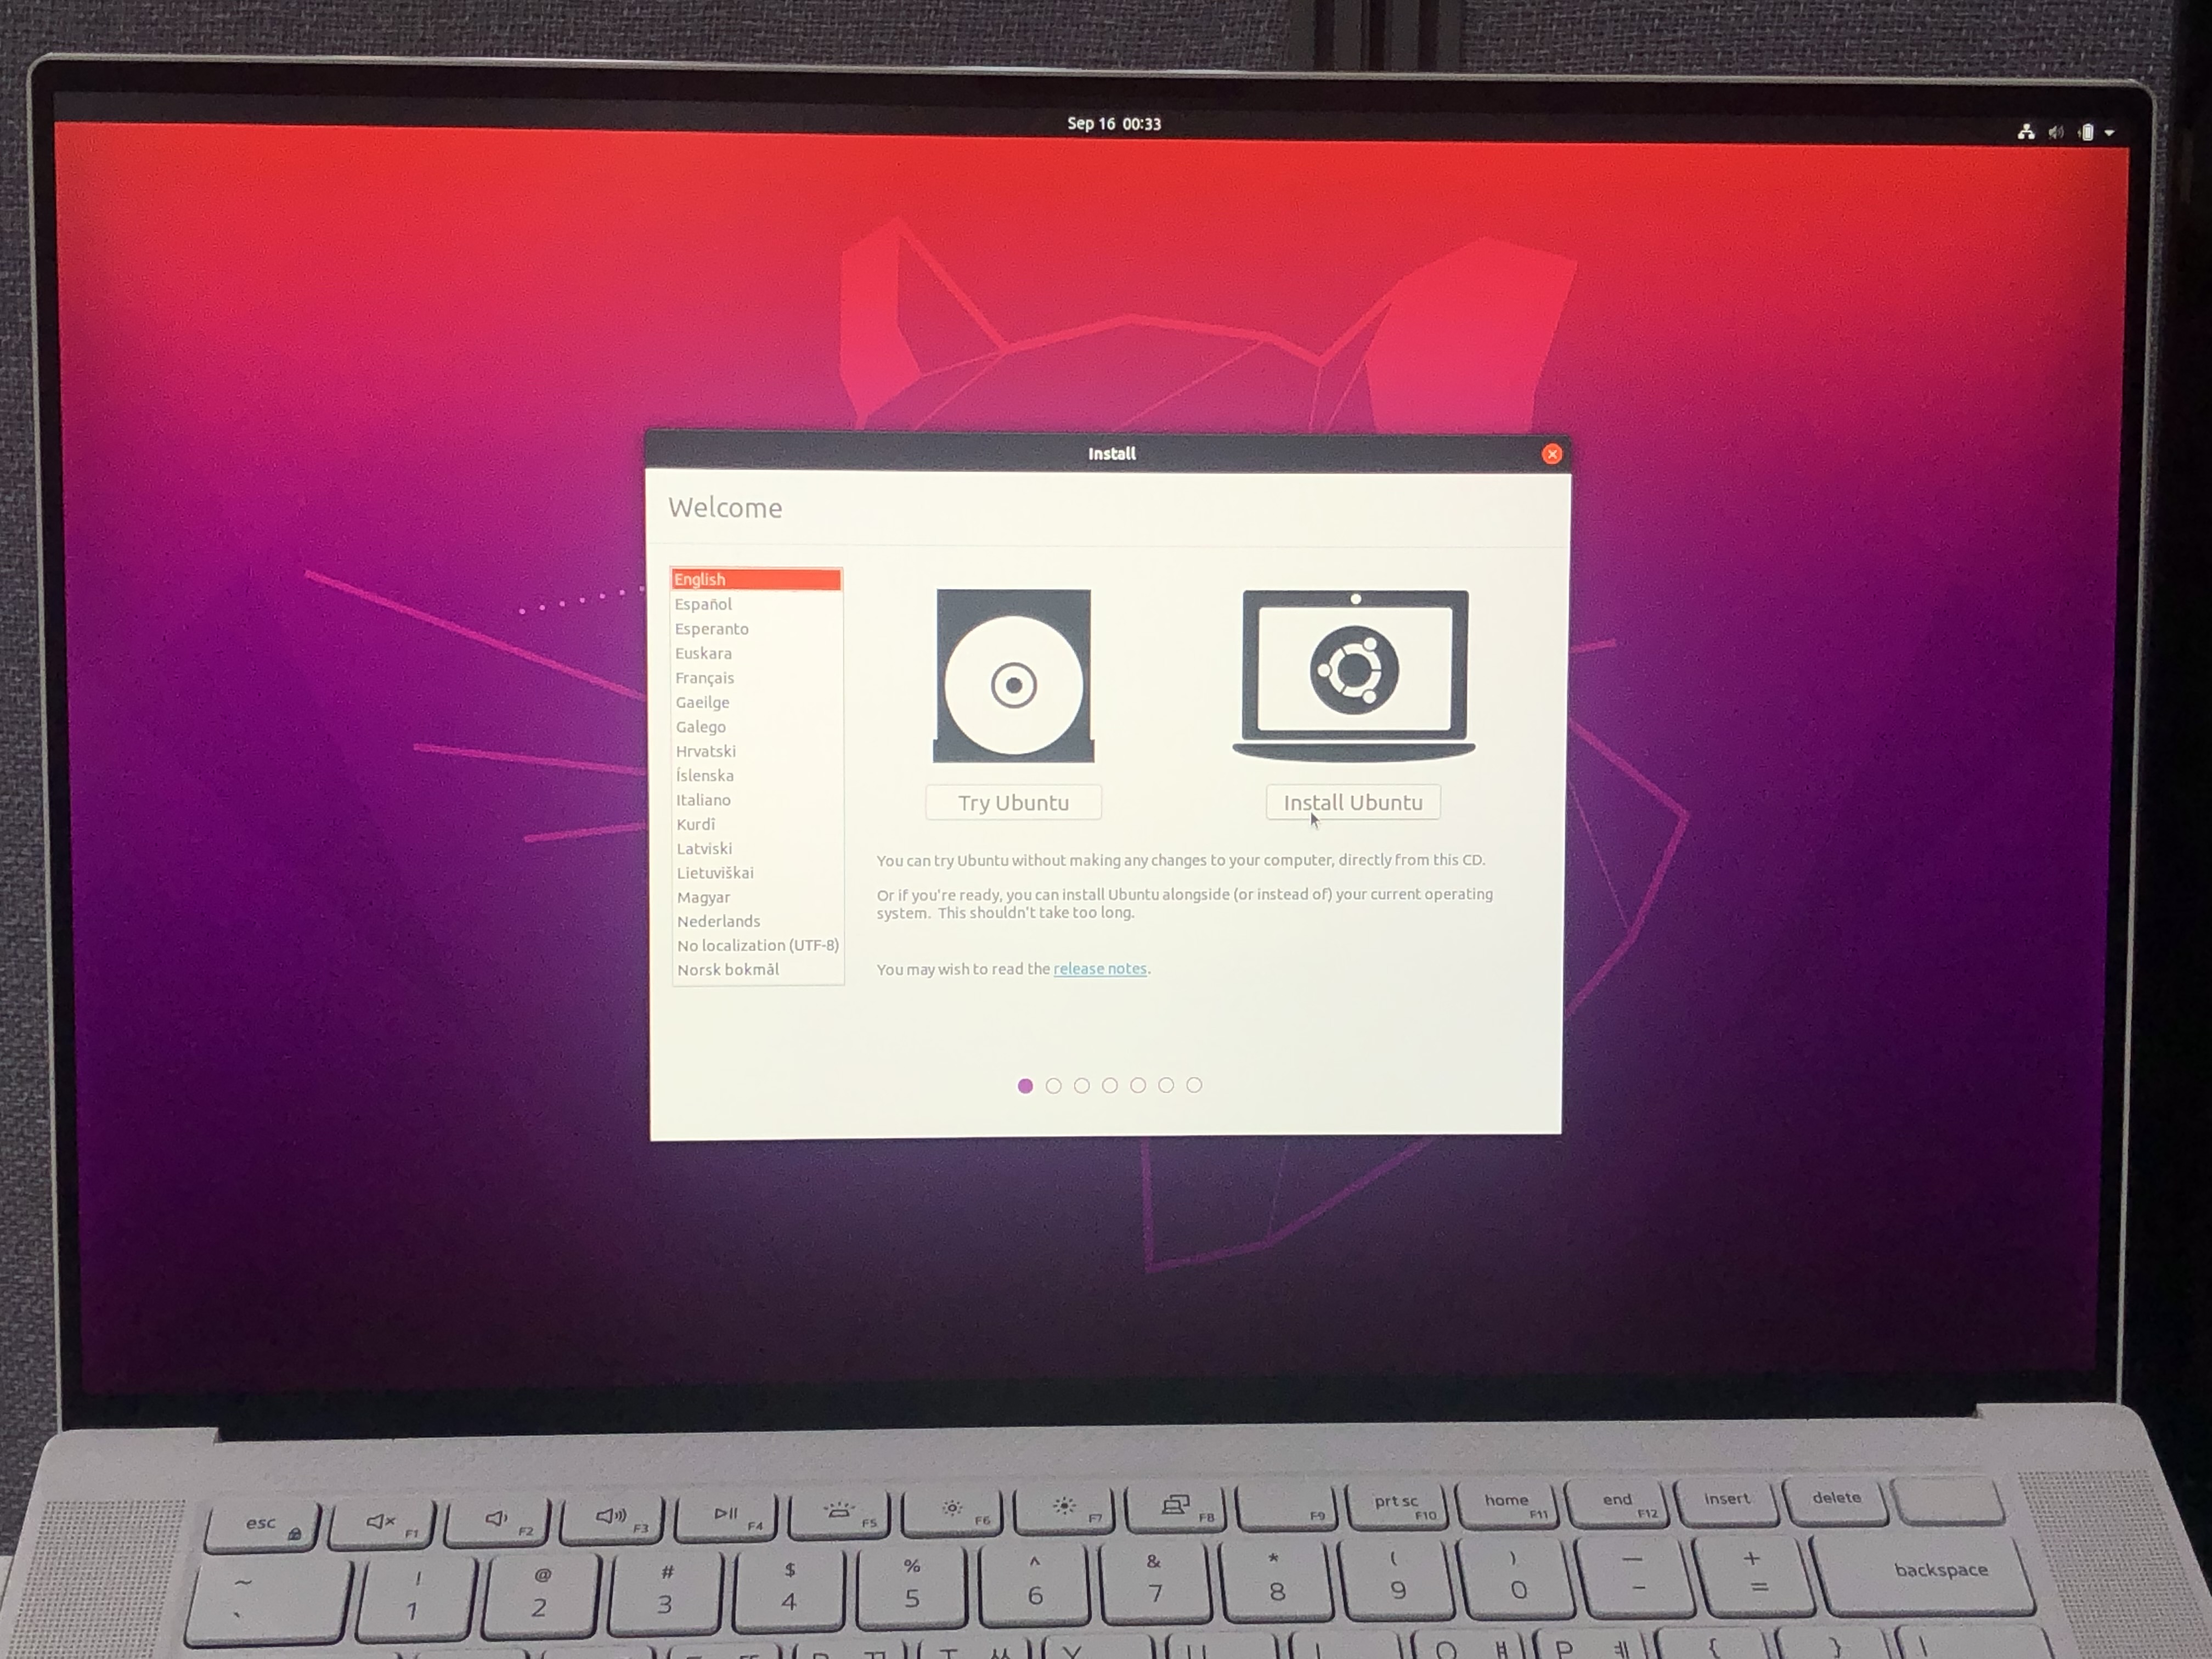 Sep 16 00:33
Install
Welcome
English
Español
Esperanto
Euskara
Français
Gaeilge
Galego
Hrvatski
Íslenska
Italiano
Kurdî
Latviski
Lietuviškai
Magyar
Nederlands
No localization (UTF-8)
Norsk bokmål
Try Ubuntu
Install Ubuntu
You can try Ubuntu without making any changes to your computer, directly from this CD.
Or if you're ready, you can install Ubuntu alongside (or instead of) your current operating
system. This shouldn't take too long.
You may wish to read the release notes.
esc F1 F2 F3 F4 F5 F6 F7 F8 F9 prt sc F10 home F11 end F12 insert delete
~ ! @ # $ % ^ & * ( ) — +
` 1 2 3 4 5 6 7 8 9 0 - = backspace